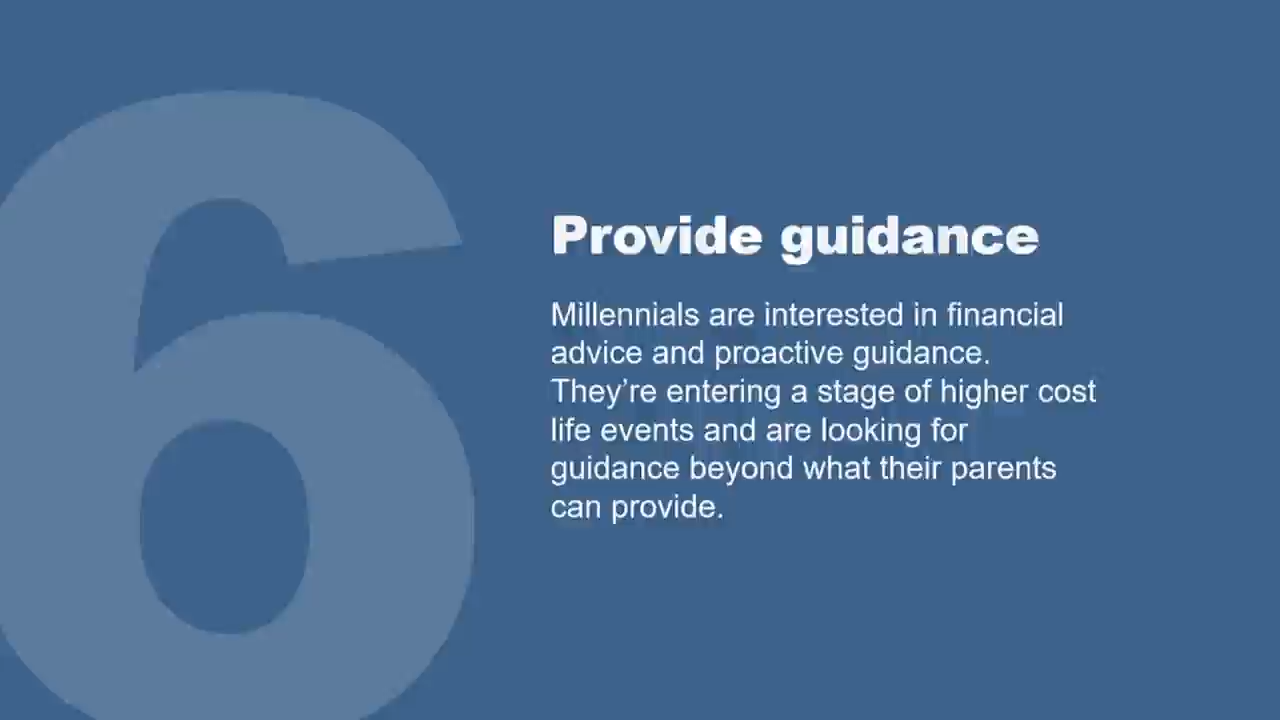 6
Provide guidance
Millennials are interested in financial
advice and proactive guidance.
They’re entering a stage of higher cost
life events and are looking for
guidance beyond what their parents
can provide.